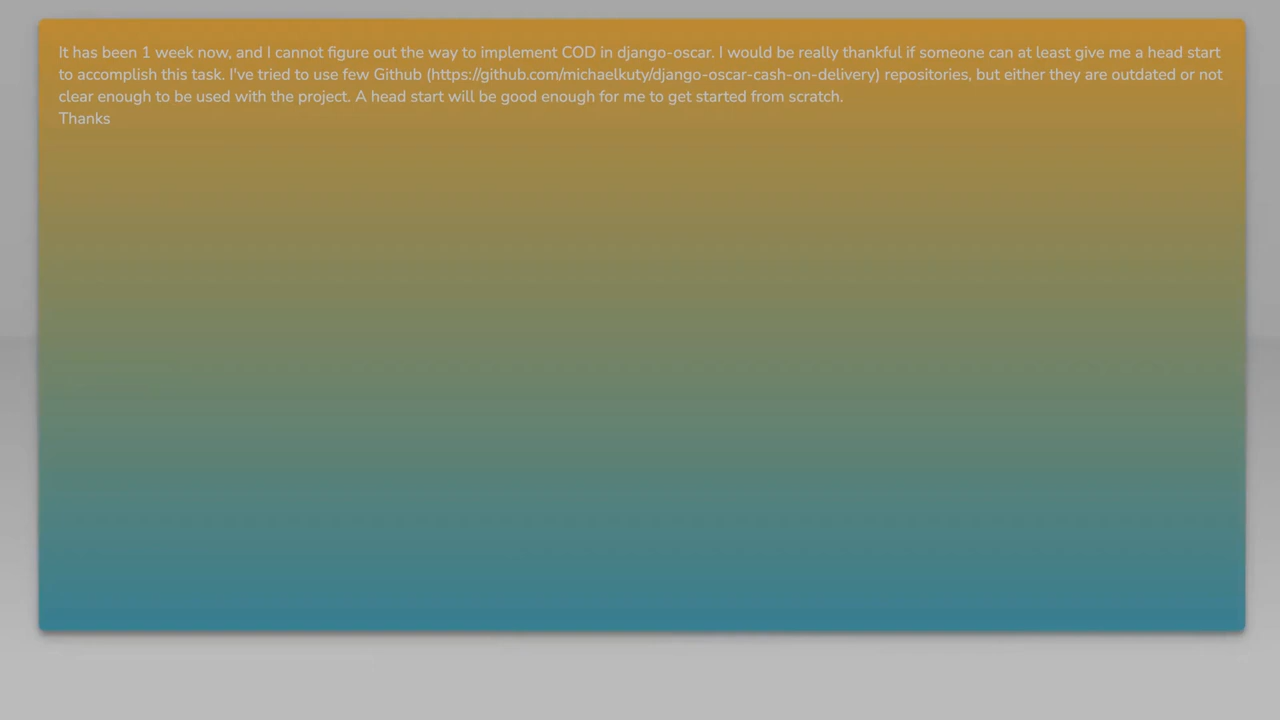 It has been 1 week now, and I cannot figure out the way to implement COD in django-oscar. I would be really thankful if someone can at least give me a head start
to accomplish this task. I've tried to use few Github (https://github.com/michaelkuty/django-oscar-cash-on-delivery) repositories, but either they are outdated or not
clear enough to be used with the project. A head start will be good enough for me to get started from scratch.
Thanks